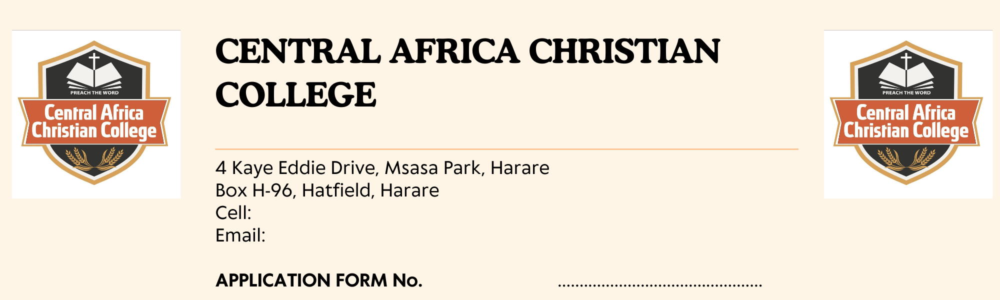 PREACH THE WORD
Central Africa
Christian College
CENTRAL AFRICA CHRISTIAN
COLLEGE
4 Kaye Eddie Drive, Msasa Park, Harare
Box H-96, Hatfield, Harare
Cell:
Email:
APPLICATION FORM No. ...............................................
PREACH THE WORD
Central Africa
Christian College